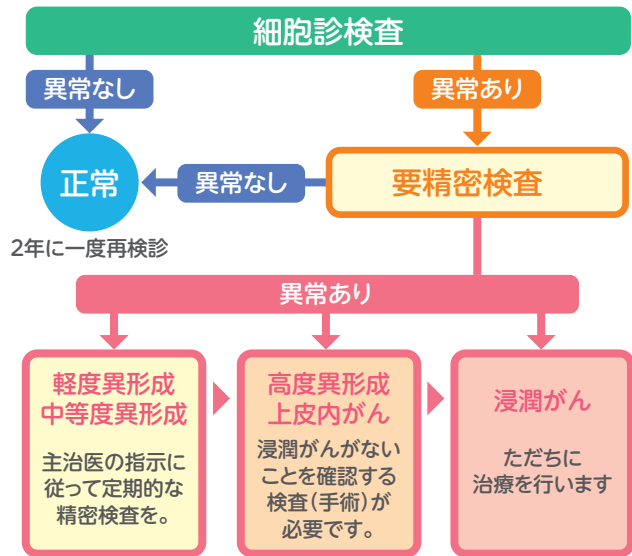 細胞診検査
異常なし
異常あり
正常
異常なし
要精密検査
2年に一度再検診
異常あり
軽度異形成
中等度異形成
主治医の指示に
従って定期的な
精密検査を。
高度異形成
上皮内がん
浸潤がんがない
ことを確認する
検査(手術)が
必要です。
浸潤がん
ただちに
治療を行います